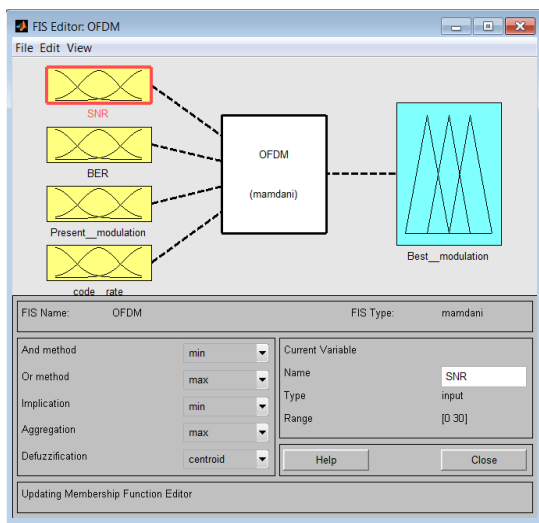 FIS Editor: OFDM
File Edit View
SNR
BER
Present__modulation
code__rate
OFDM
(mamdani)
Best__modulation
FIS Name: OFDM FIS Type: mamdani
And method min
Or method max
Implication min
Aggregation max
Defuzzification centroid
Current Variable
Name SNR
Type input
Range [0 30]
Help Close
Updating Membership Function Editor